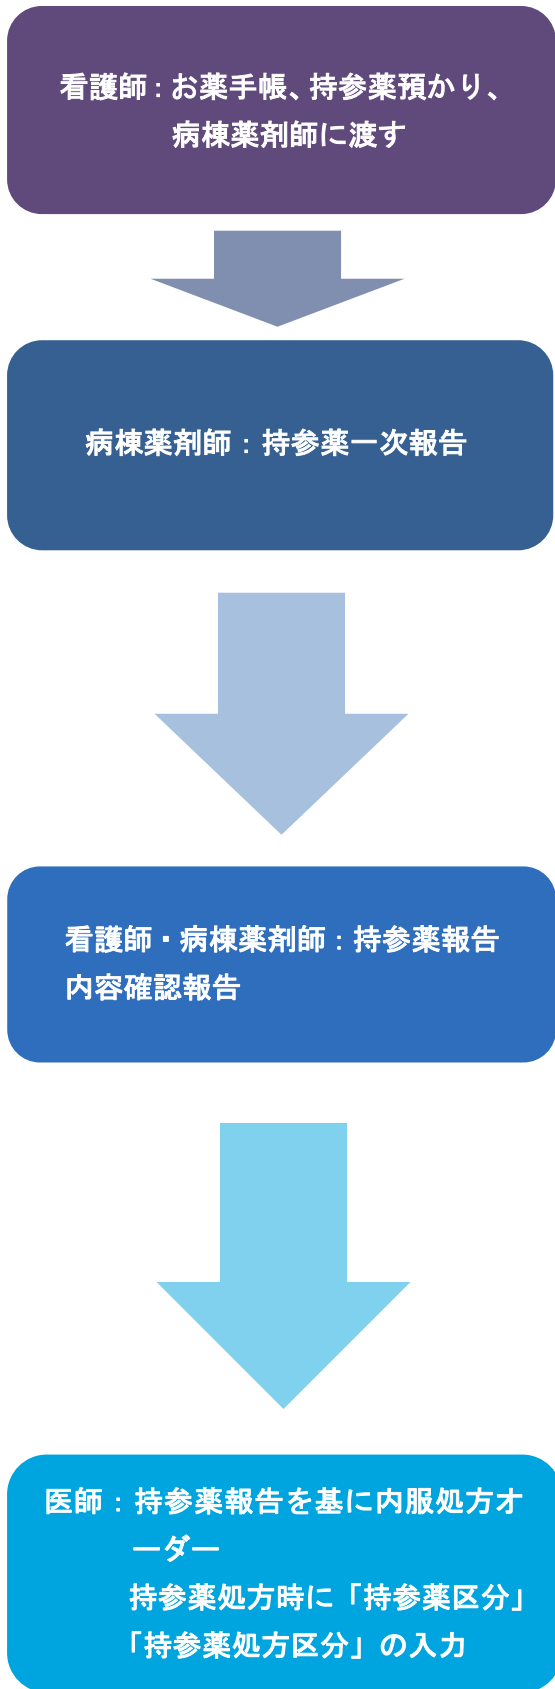 看護師：お薬手帳、持参薬預かり、
病棟薬剤師に渡す
病棟薬剤師：持参薬一次報告
看護師・病棟薬剤師：持参薬報告
内容確認報告
医師：持参薬報告を基に内服処方オ
ーダー
持参薬処方時に「持参薬区分」
「持参薬処方区分」の入力